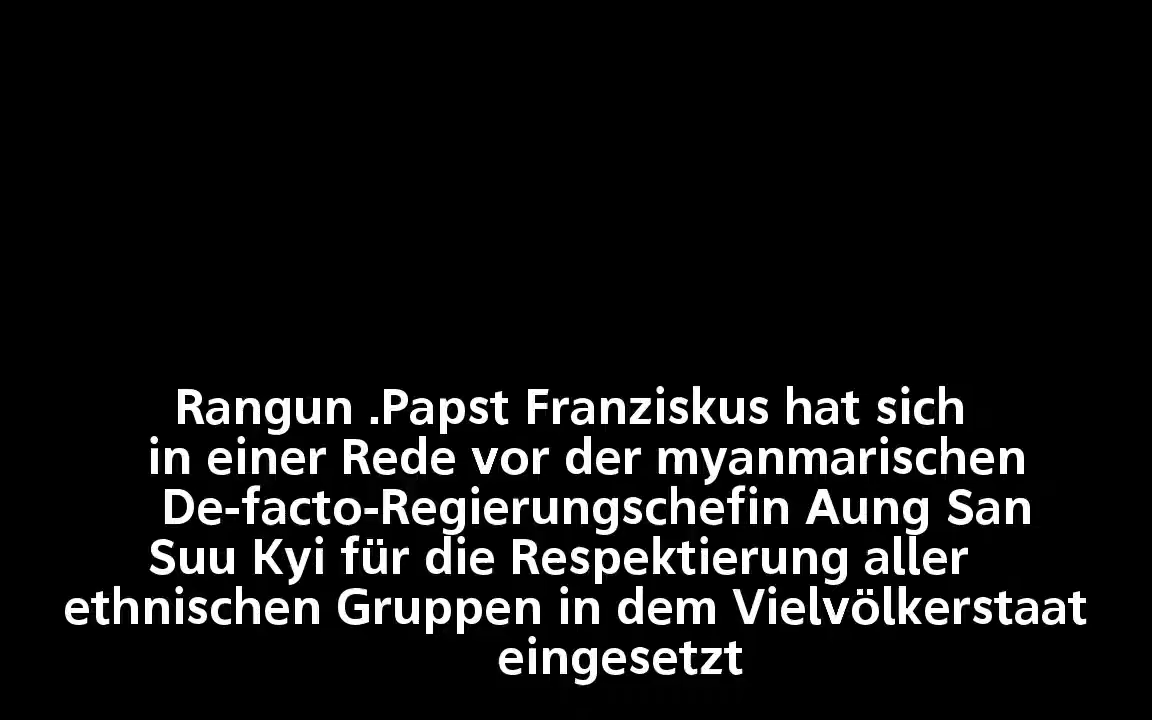 Rangun .Papst Franziskus hat sich
in einer Rede vor der myanmarischen
De-facto-Regierungschefin Aung San
Suu Kyi für die Respektierung aller
ethnischen Gruppen in dem Vielvölkerstaat
eingesetzt